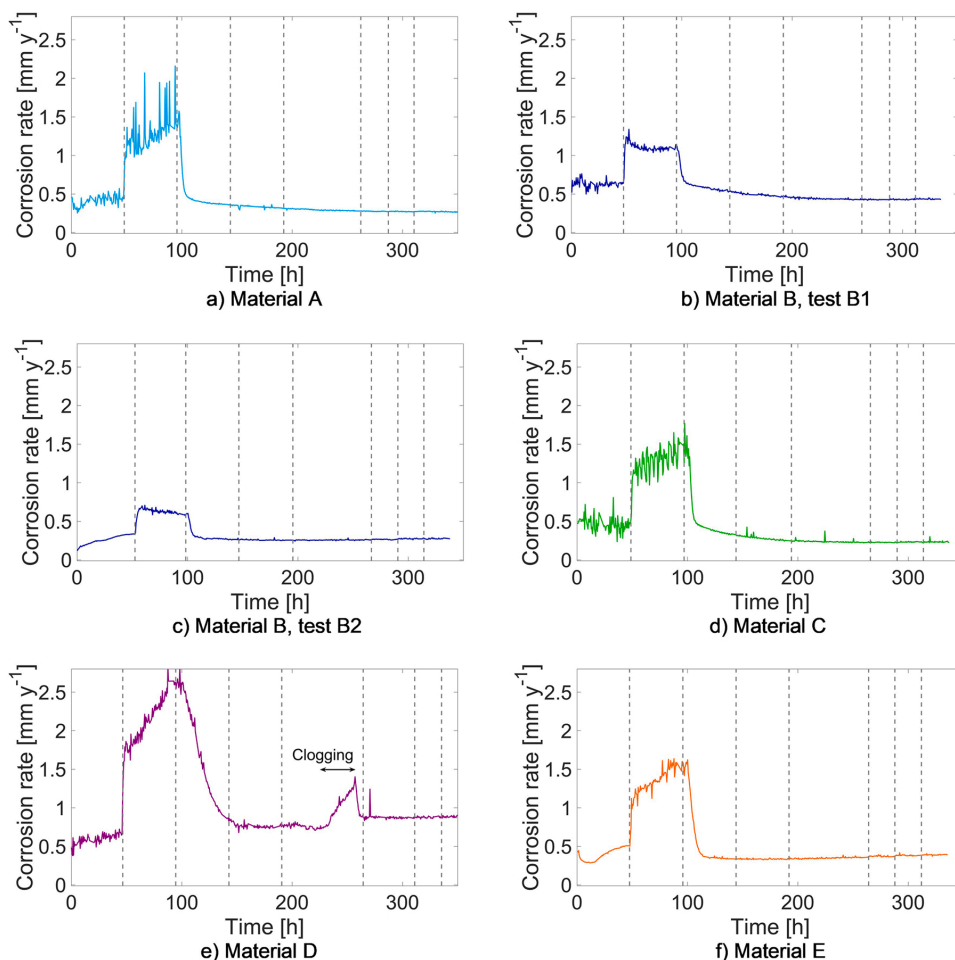 Corrosion rate [mm y⁻¹]
2.5
2
1.5
1
0.5
0
0 100 200 300
Time [h]
a) Material A
Corrosion rate [mm y⁻¹]
2.5
2
1.5
1
0.5
0
0 100 200 300
Time [h]
b) Material B, test B1
Corrosion rate [mm y⁻¹]
2.5
2
1.5
1
0.5
0
0 100 200 300
Time [h]
c) Material B, test B2
Corrosion rate [mm y⁻¹]
2.5
2
1.5
1
0.5
0
0 100 200 300
Time [h]
d) Material C
Corrosion rate [mm y⁻¹]
2.5
2
1.5
1
0.5
0
Clogging
0 100 200 300
Time [h]
e) Material D
Corrosion rate [mm y⁻¹]
2.5
2
1.5
1
0.5
0
0 100 200 300
Time [h]
f) Material E